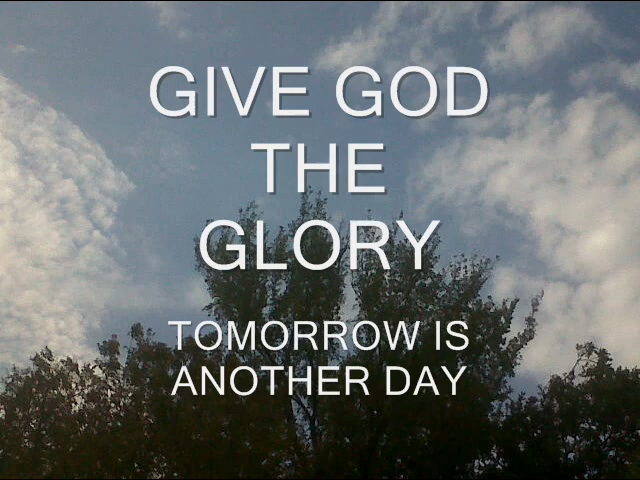 GIVE GOD
THE
GLORY
TOMORROW IS
ANOTHER DAY